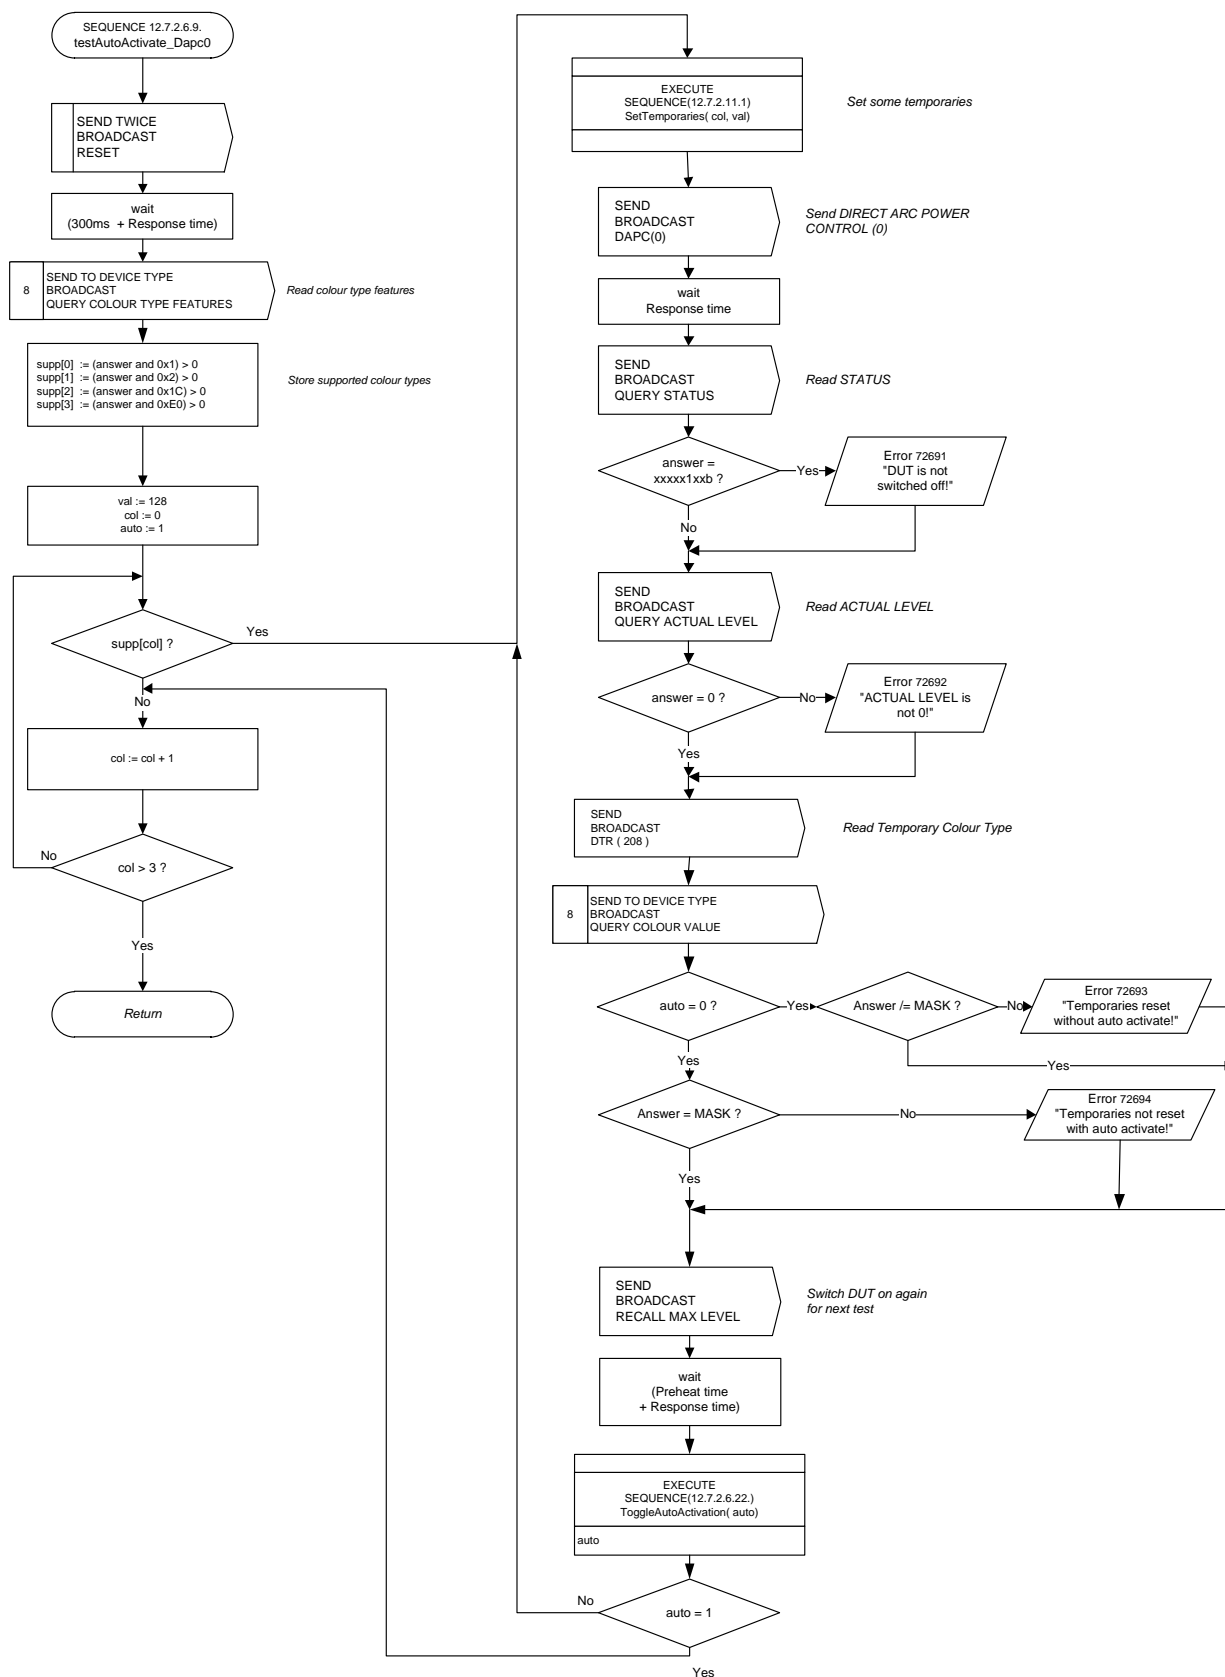 SEQUENCE 12.7.2.6.9.
testAutoActivate_Dapc0
SEND TWICE
BROADCAST
RESET
wait
(300ms + Response time)
8
SEND TO DEVICE TYPE
BROADCAST
QUERY COLOUR TYPE FEATURES
Read colour type features
supp[0] := (answer and 0x1) > 0
supp[1] := (answer and 0x2) > 0
supp[2] := (answer and 0x1C) > 0
supp[3] := (answer and 0xE0) > 0
Store supported colour types
val := 128
col := 0
auto := 1
supp[col] ?
Yes
No
col := col + 1
col > 3 ?
No
Yes
Return
EXECUTE
SEQUENCE(12.7.2.11.1)
SetTemporaries( col, val)
Set some temporaries
SEND
BROADCAST
DAPC(0)
Send DIRECT ARC POWER
CONTROL (0)
wait
Response time
SEND
BROADCAST
QUERY STATUS
Read STATUS
answer =
xxxxx1xxb ?
Yes
Error 72691
"DUT is not
switched off!"
No
SEND
BROADCAST
QUERY ACTUAL LEVEL
Read ACTUAL LEVEL
answer = 0 ?
No
Error 72692
"ACTUAL LEVEL is
not 0!"
Yes
SEND
BROADCAST
DTR ( 208 )
Read Temporary Colour Type
8
SEND TO DEVICE TYPE
BROADCAST
QUERY COLOUR VALUE
auto = 0 ?
Yes
Answer /= MASK ?
No
Error 72693
"Temporaries reset
without auto activate!"
Yes
Yes
Answer = MASK ?
No
Error 72694
"Temporaries not reset
with auto activate!"
Yes
SEND
BROADCAST
RECALL MAX LEVEL
Switch DUT on again
for next test
wait
(Preheat time
+ Response time)
EXECUTE
SEQUENCE(12.7.2.6.22.)
ToggleAutoActivation( auto)
auto
auto = 1
No
Yes